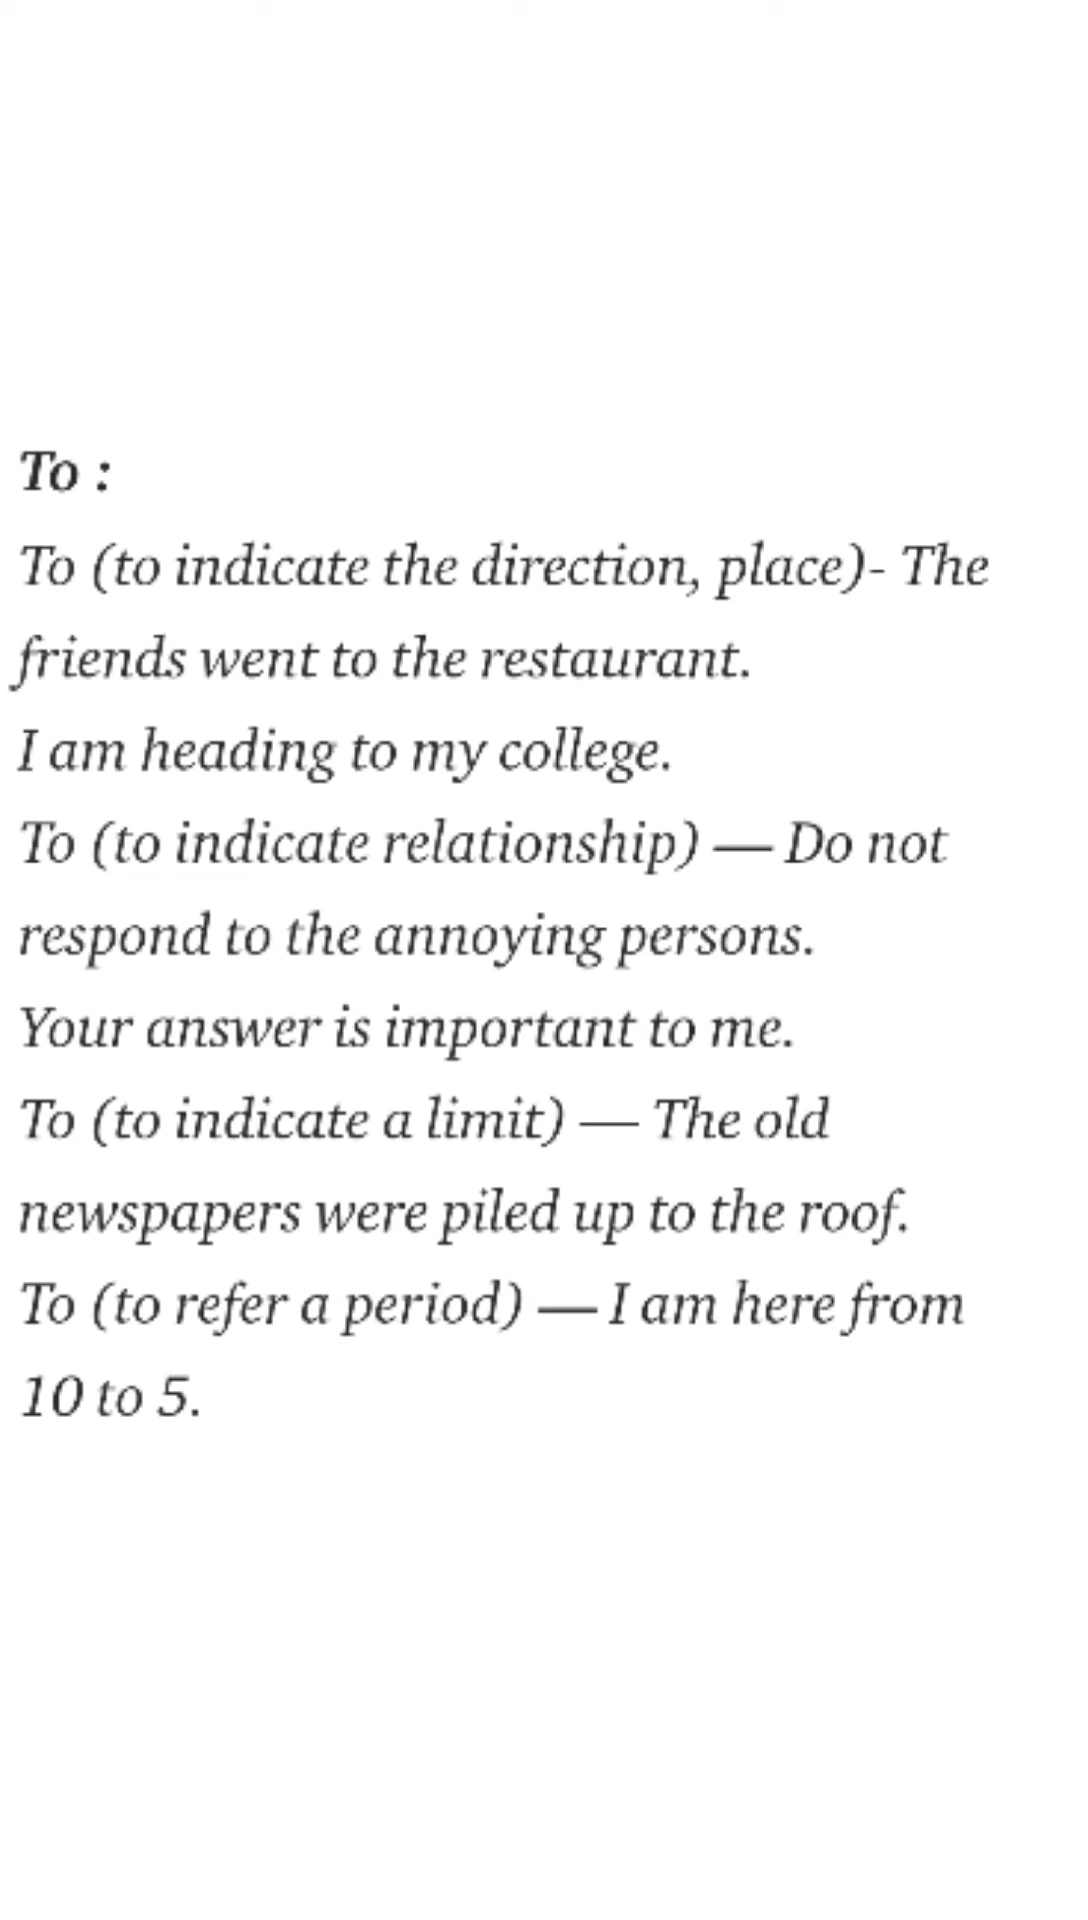 To :
To (to indicate the direction, place)- The
friends went to the restaurant.
I am heading to my college.
To (to indicate relationship) — Do not
respond to the annoying persons.
Your answer is important to me.
To (to indicate a limit) — The old
newspapers were piled up to the roof.
To (to refer a period) — I am here from
10 to 5.